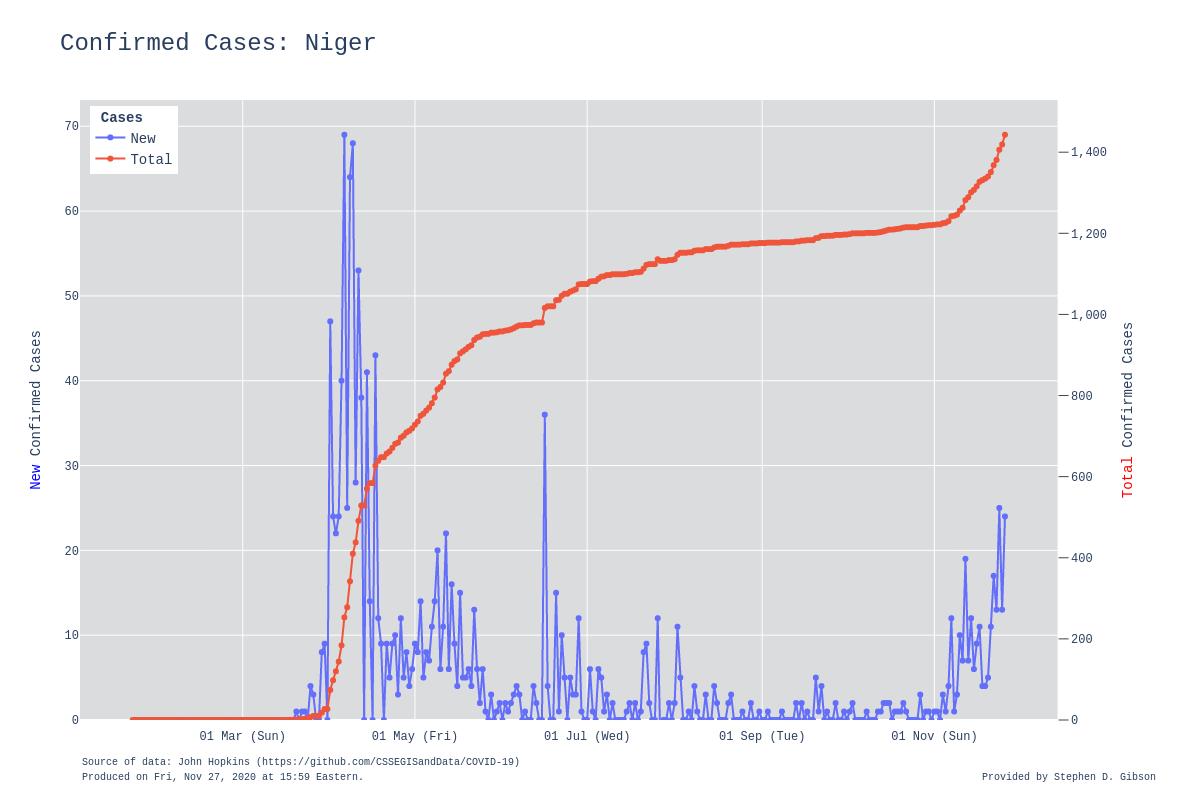 Confirmed Cases: Niger
Cases
New
Total
70
60
50
40
30
20
10
0
1,400
1,200
1,000
800
600
400
200
0
New Confirmed Cases
Total Confirmed Cases
01 Mar (Sun)
01 May (Fri)
01 Jul (Wed)
01 Sep (Tue)
01 Nov (Sun)
Source of data: John Hopkins (https://github.com/CSSEGISandData/COVID-19)
Produced on Fri, Nov 27, 2020 at 15:59 Eastern.
Provided by Stephen D. Gibson